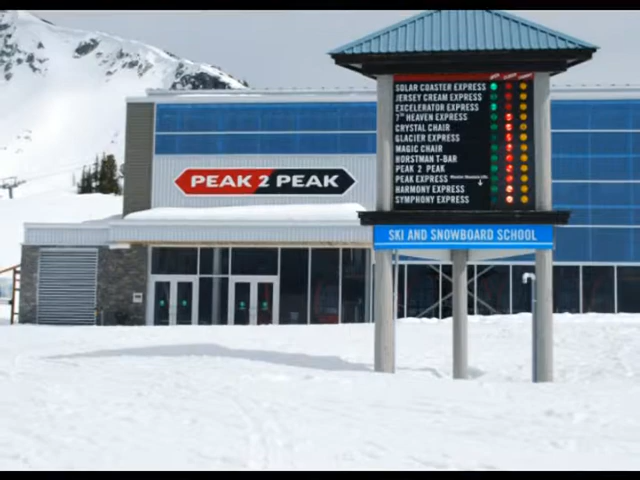 SOLAR COASTER EXPRESS
JERSEY CREAM EXPRESS
EXCELERATOR EXPRESS
7TH HEAVEN EXPRESS
CRYSTAL CHAIR
GLACIER EXPRESS
MAGIC CHAIR
HORSTMAN T-BAR
PEAK 2 PEAK
PEAK EXPRESS
HARMONY EXPRESS
SYMPHONY EXPRESS
PEAK 2 PEAK
SKI AND SNOWBOARD SCHOOL